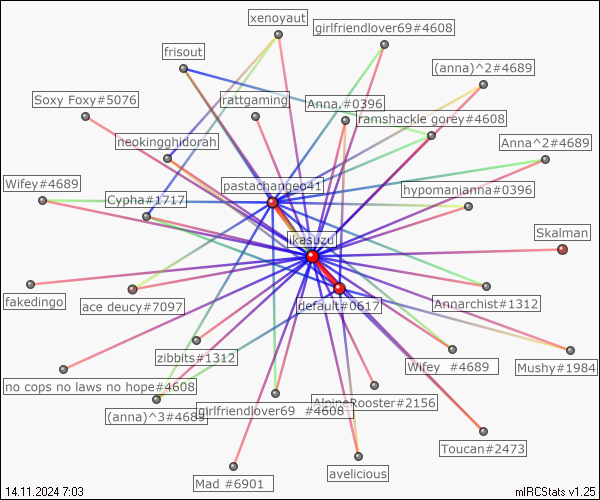 xenoyaut
girlfriendlover69#4608
frisout
(anna)^2#4689
Soxy Foxy#5076
rattgaming
Anna.#0396
ramshackle gorey#4608
neokingghidorah
Anna^2#4689
Wifey#4689
pastachangeo41
Cypha#1717
hypomanianna#0396
ikasuzu
Skalman
fakedingo
ace deucy#7097
default#0617
Annarchist#1312
zibbits#1312
Wifey #4689
Mushy#1984
no cops no laws no hope#4608
AlpineRooster#2156
(anna)^3#4689
girlfriendlover69 #4608
Toucan#2473
Mad #6901
avelicious
14.11.2024 7:03
mIRCStats v1.25